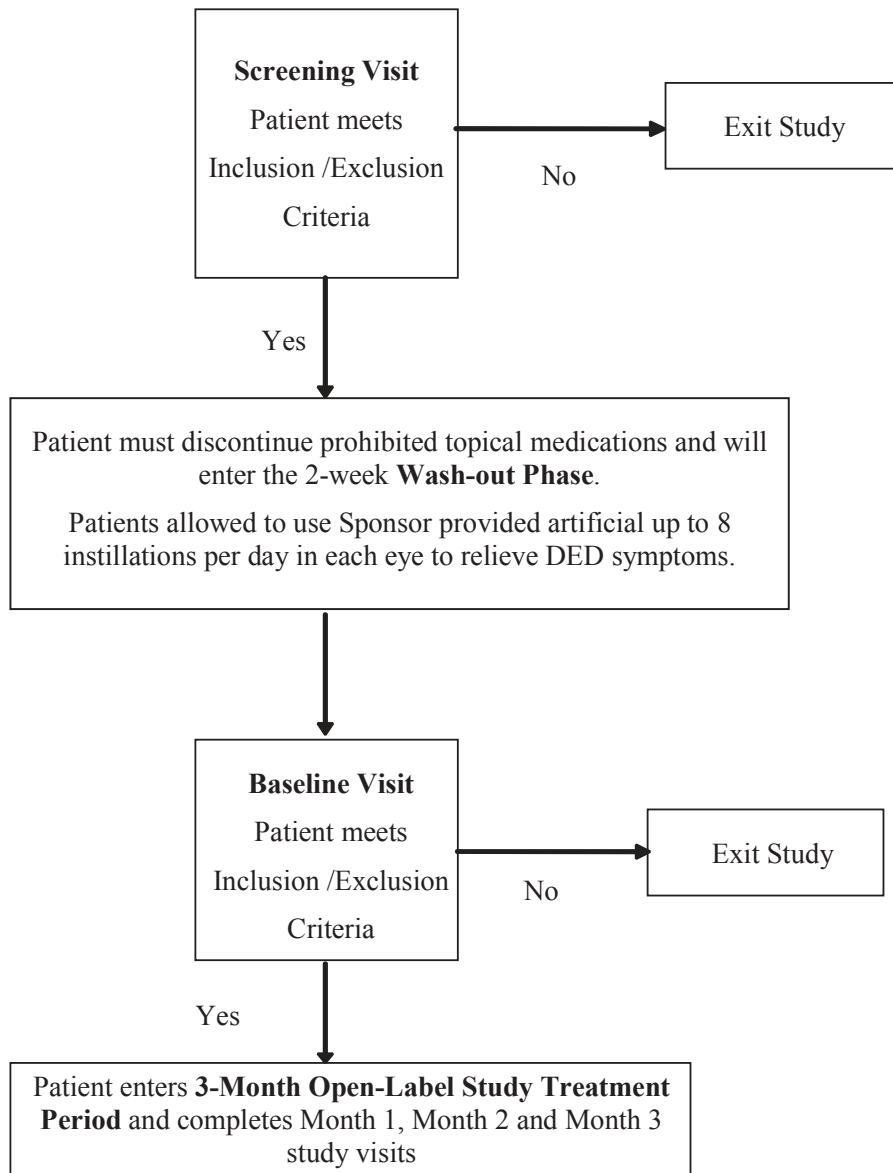 Screening Visit
Patient meets
Inclusion /Exclusion
Criteria
Exit Study
No
Yes
Patient must discontinue prohibited topical medications and will
enter the 2-week Wash-out Phase.
Patients allowed to use Sponsor provided artificial up to 8
instillations per day in each eye to relieve DED symptoms.
Baseline Visit
Patient meets
Inclusion /Exclusion
Criteria
Exit Study
No
Yes
Patient enters 3-Month Open-Label Study Treatment
Period and completes Month 1, Month 2 and Month 3
study visits